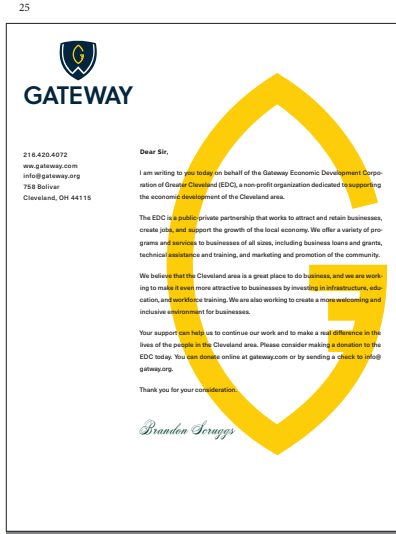 25
GATEWAY
216.420.4072
ww.gateway.com
info@gateway.org
758 Bolivar
Cleveland, OH 44115
Dear Sir,
I am writing to you today on behalf of the Gateway Economic Development Corpo-
ration of Greater Cleveland (EDC), a non-profit organization dedicated to supporting
the economic development of the Cleveland area.
The EDC is a public-private partnership that works to attract and retain businesses,
create jobs, and support the growth of the local economy. We offer a variety of pro-
grams and services to businesses of all sizes, including business loans and grants,
technical assistance and training, and marketing and promotion of the community.
We believe that the Cleveland area is a great place to do business, and we are work-
ing to make it even more attractive to businesses by investing in infrastructure, edu-
cation, and workforce training. We are also working to create a more welcoming and
inclusive environment for businesses.
Your support can help us to continue our work and to make a real difference in the
lives of the people in the Cleveland area. Please consider making a donation to the
EDC today. You can donate online at gateway.com or by sending a check to info@
gatway.org.
Thank you for your consideration.
Brandon Scruggs